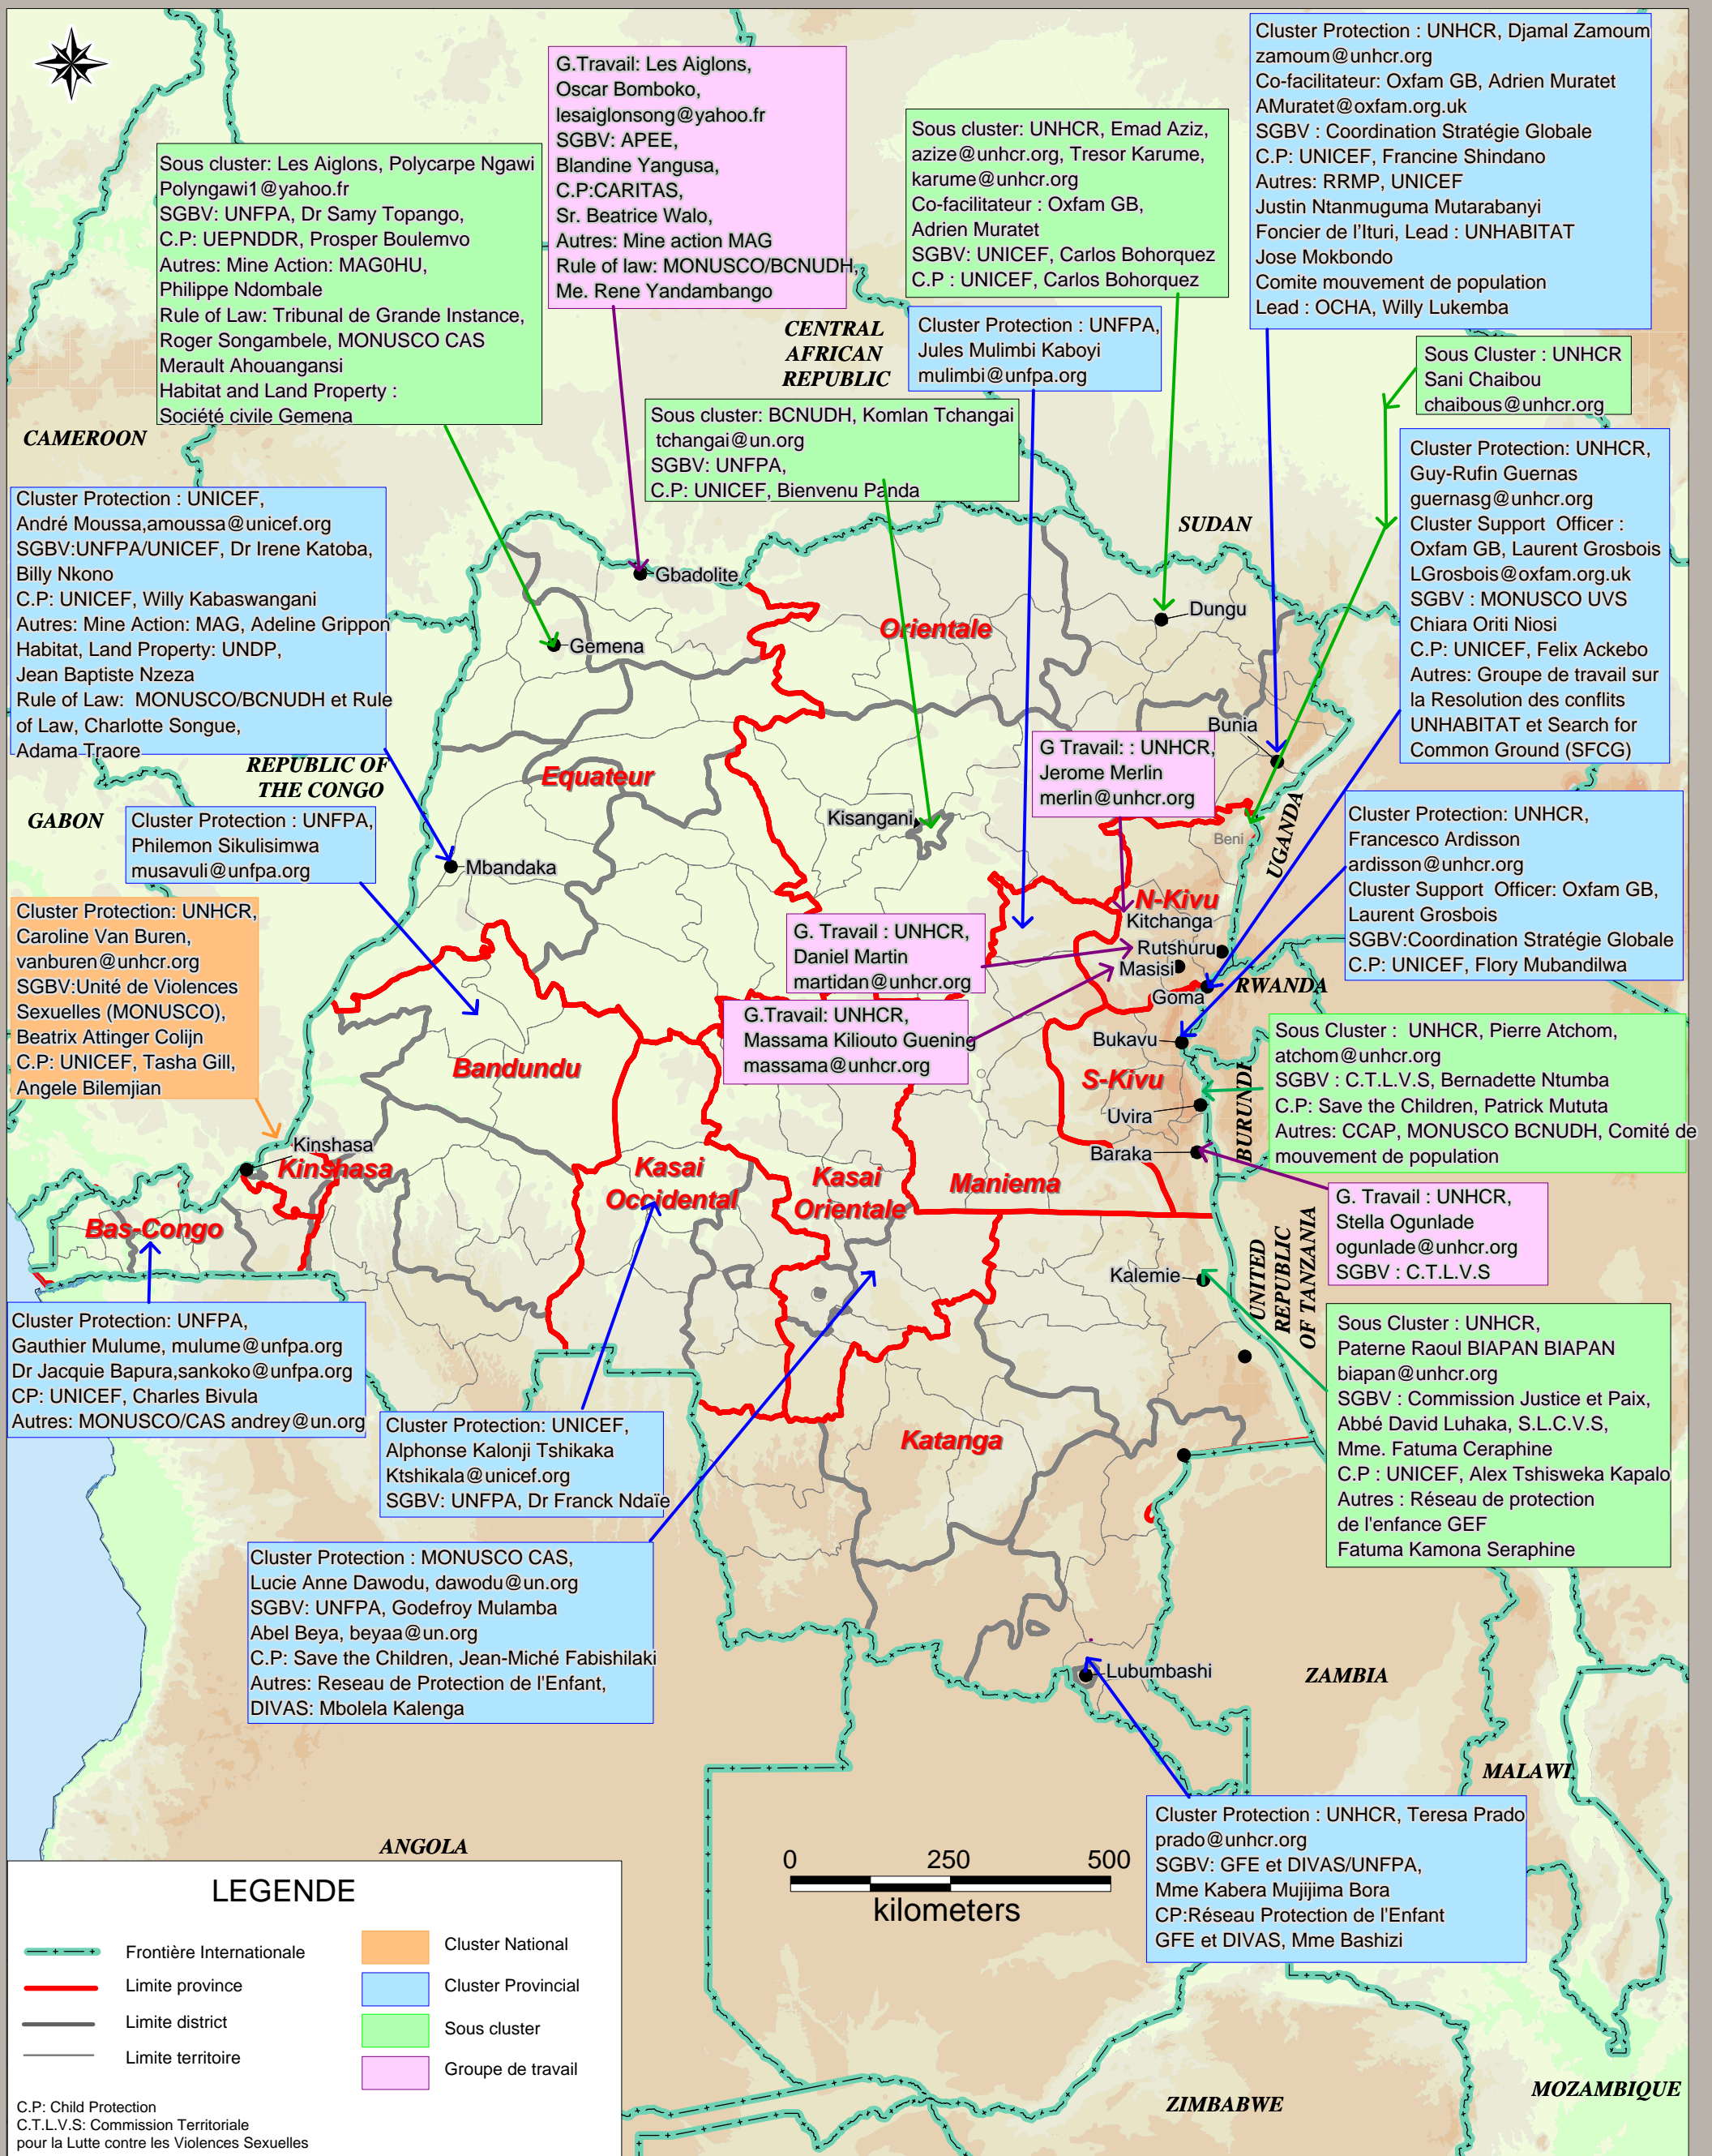 Cluster Protection : UNHCR, Djamal Zamoum
zamoum@unhcr.org
Co-facilitateur: Oxfam GB, Adrien Muratet
AMuratet@oxfam.org.uk
SGBV : Coordination Stratégie Globale
C.P: UNICEF, Francine Shindano
Autres: RRMP, UNICEF
Justin Ntanmuguma Mutarabanyi
Foncier de l'Ituri, Lead : UNHABITAT
Jose Mokbondo
Comite mouvement de population
Lead : OCHA, Willy Lukemba
G.Travail: Les Aiglons,
Oscar Bomboko,
lesaiglonsong@yahoo.fr
SGBV: APEE,
Blandine Yangusa,
C.P:CARITAS,
Sr. Beatrice Walo,
Autres: Mine action MAG
Rule of law: MONUSCO/BCNUDH,
Me. Rene Yandambango
Sous cluster: UNHCR, Emad Aziz,
azize@unhcr.org, Tresor Karume,
karume@unhcr.org
Co-facilitateur : Oxfam GB,
Adrien Muratet
SGBV: UNICEF, Carlos Bohorquez
C.P : UNICEF, Carlos Bohorquez
Sous cluster: Les Aiglons, Polycarpe Ngawi
Polyngawi1@yahoo.fr
SGBV: UNFPA, Dr Samy Topango,
C.P: UEPNDDR, Prosper Boulemvo
Autres: Mine Action: MAG0HU,
Philippe Ndombale
Rule of Law: Tribunal de Grande Instance,
Roger Songambele, MONUSCO CAS
Merault Ahouangansi
Habitat and Land Property :
Société civile Gemena
CENTRAL
AFRICAN
REPUBLIC
Cluster Protection : UNFPA,
Jules Mulimbi Kaboyi
mulimbi@unfpa.org
Sous Cluster : UNHCR
Sani Chaibou
chaibous@unhcr.org
Sous cluster: BCNUDH, Komlan Tchangai
tchangai@un.org
SGBV: UNFPA,
C.P: UNICEF, Bienvenu Panda
CAMEROON
Cluster Protection: UNHCR,
Guy-Rufin Guernas
guernasg@unhcr.org
Cluster Support Officer :
Oxfam GB, Laurent Grosbois
LGrosbois@oxfam.org.uk
SGBV : MONUSCO UVS
Chiara Oriti Niosi
C.P: UNICEF, Felix Ackebo
Autres: Groupe de travail sur
la Resolution des conflits
UNHABITAT et Search for
Common Ground (SFCG)
Cluster Protection : UNICEF,
André Moussa,amoussa@unicef.org
SGBV:UNFPA/UNICEF, Dr Irene Katoba,
Billy Nkono
C.P: UNICEF, Willy Kabaswangani
Autres: Mine Action: MAG, Adeline Grippon
Habitat, Land Property: UNDP,
Jean Baptiste Nzeza
Rule of Law: MONUSCO/BCNUDH et Rule
of Law, Charlotte Songue,
Adama Traore
SUDAN
Gbadolite
Dungu
Orientale
Gemena
Bunia
G Travail: : UNHCR,
Jerome Merlin
merlin@unhcr.org
REPUBLIC OF
THE CONGO
Equateur
GABON
Cluster Protection : UNFPA,
Philemon Sikulisimwa
musavuli@unfpa.org
Kisangani
Beni
UGANDA
Cluster Protection: UNHCR,
Francesco Ardisson
ardisson@unhcr.org
Cluster Support Officer: Oxfam GB,
Laurent Grosbois
SGBV:Coordination Stratégie Globale
C.P: UNICEF, Flory Mubandilwa
Mbandaka
N-Kivu
Kitchanga
Rutshuru
Masisi
Goma
RWANDA
Cluster Protection: UNHCR,
Caroline Van Buren,
vanburen@unhcr.org
SGBV:Unité de Violences
Sexuelles (MONUSCO),
Beatrix Attinger Colijn
C.P: UNICEF, Tasha Gill,
Angele Bilemjian
G. Travail : UNHCR,
Daniel Martin
martidan@unhcr.org
G.Travail: UNHCR,
Massama Kiliouto Guening
massama@unhcr.org
Bukavu
Bandundu
S-Kivu
Uvira
BURUNDI
Sous Cluster : UNHCR, Pierre Atchom,
atchom@unhcr.org
SGBV : C.T.L.V.S, Bernadette Ntumba
C.P: Save the Children, Patrick Mututa
Autres: CCAP, MONUSCO BCNUDH, Comité de
mouvement de population
Kinshasa
Kinshasa
Baraka
Kasai
Occidental
Kasai
Orientale
Maniema
Bas-Congo
G. Travail : UNHCR,
Stella Ogunlade
ogunlade@unhcr.org
SGBV : C.T.L.V.S
Kalemie
UNITED
REPUBLIC
OF TANZANIA
Cluster Protection: UNFPA,
Gauthier Mulume, mulume@unfpa.org
Dr Jacquie Bapura,sankoko@unfpa.org
CP: UNICEF, Charles Bivula
Autres: MONUSCO/CAS andrey@un.org
Sous Cluster : UNHCR,
Paterne Raoul BIAPAN BIAPAN
biapan@unhcr.org
SGBV : Commission Justice et Paix,
Abbé David Luhaka, S.L.C.V.S,
Mme. Fatuma Ceraphine
C.P : UNICEF, Alex Tshisweka Kapalo
Autres : Réseau de protection
de l'enfance GEF
Fatuma Kamona Seraphine
Cluster Protection: UNICEF,
Alphonse Kalonji Tshikaka
Ktshikala@unicef.org
SGBV: UNFPA, Dr Franck Ndaïe
Katanga
Cluster Protection : MONUSCO CAS,
Lucie Anne Dawodu, dawodu@un.org
SGBV: UNFPA, Godefroy Mulamba
Abel Beya, beyaa@un.org
C.P: Save the Children, Jean-Miché Fabishilaki
Autres: Reseau de Protection de l'Enfant,
DIVAS: Mbolela Kalenga
Lubumbashi
ZAMBIA
MALAWI
Cluster Protection : UNHCR, Teresa Prado
prado@unhcr.org
SGBV: GFE et DIVAS/UNFPA,
Mme Kabera Mujijima Bora
CP:Réseau Protection de l'Enfant
GFE et DIVAS, Mme Bashizi
ANGOLA
0 250 500
kilometers
LEGENDE
Frontière Internationale
Limite province
Limite district
Limite territoire
Cluster National
Cluster Provincial
Sous cluster
Groupe de travail
C.P: Child Protection
C.T.L.V.S: Commission Territoriale
pour la Lutte contre les Violences Sexuelles
ZIMBABWE
MOZAMBIQUE